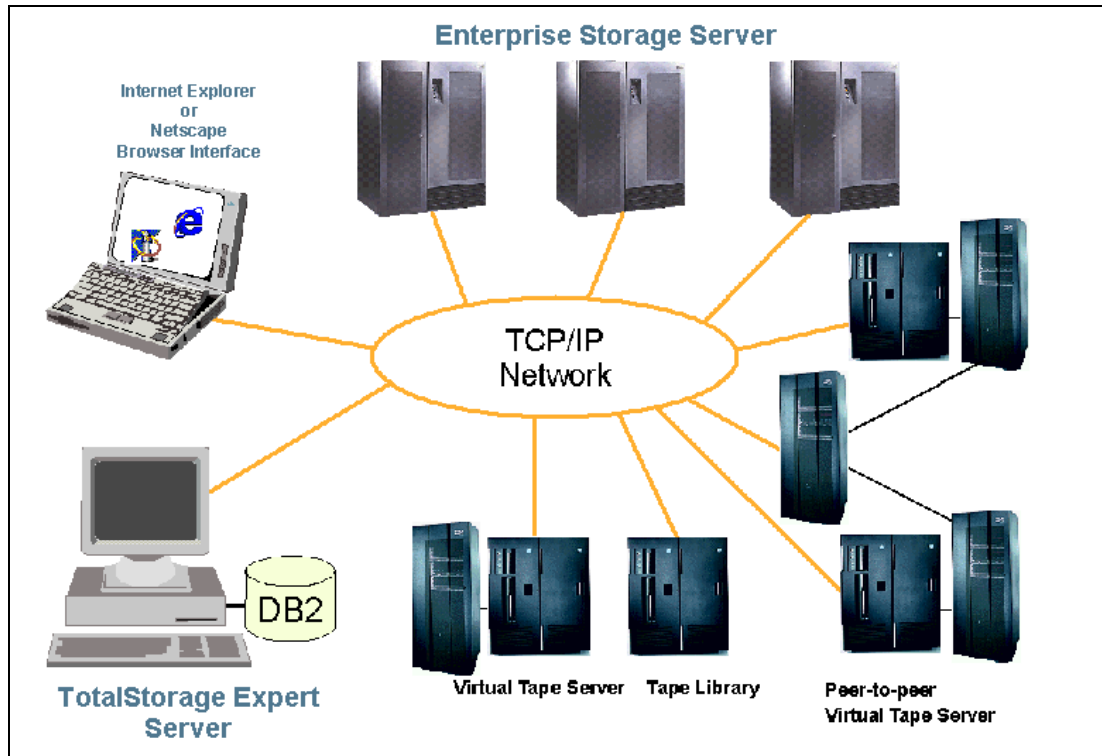 Enterprise Storage Server
Internet Explorer
or
Netscape
Browser Interface
TCP/IP
Network
DB2
TotalStorage Expert
Server
Virtual Tape Server
Tape Library
Peer-to-peer
Virtual Tape Server